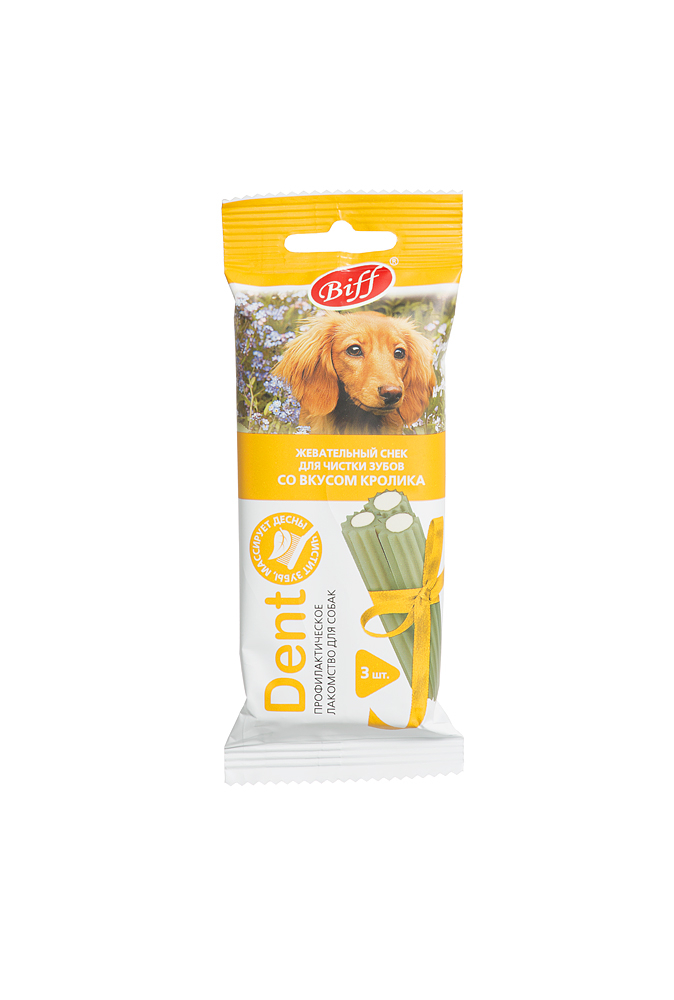 Biff®
ЖЕВАТЕЛЬНЫЙ СНЕК
ДЛЯ ЧИСТКИ ЗУБОВ
СО ВКУСОМ КРОЛИКА
ЧИСТИТ ЗУБЫ, МАССИРУЕТ ДЕСНЫ
Dent
ПРОФИЛАКТИЧЕСКОЕ
ЛАКОМСТВО ДЛЯ СОБАК
3 шт.